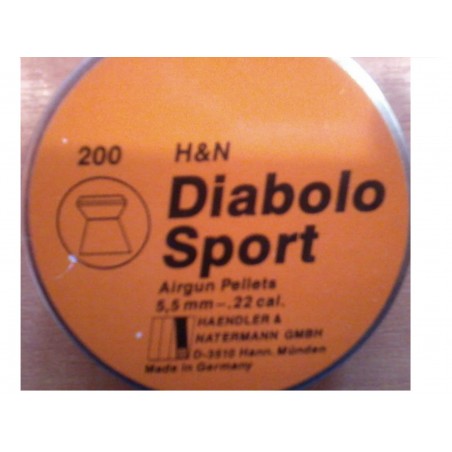 200 H&N
Diabolo
Sport
Airgun Pellets
5,5 mm-.22 cal.
HAENDLER &
NATERMANN GMBH
D-3510 Hann. Münden
Made in Germany